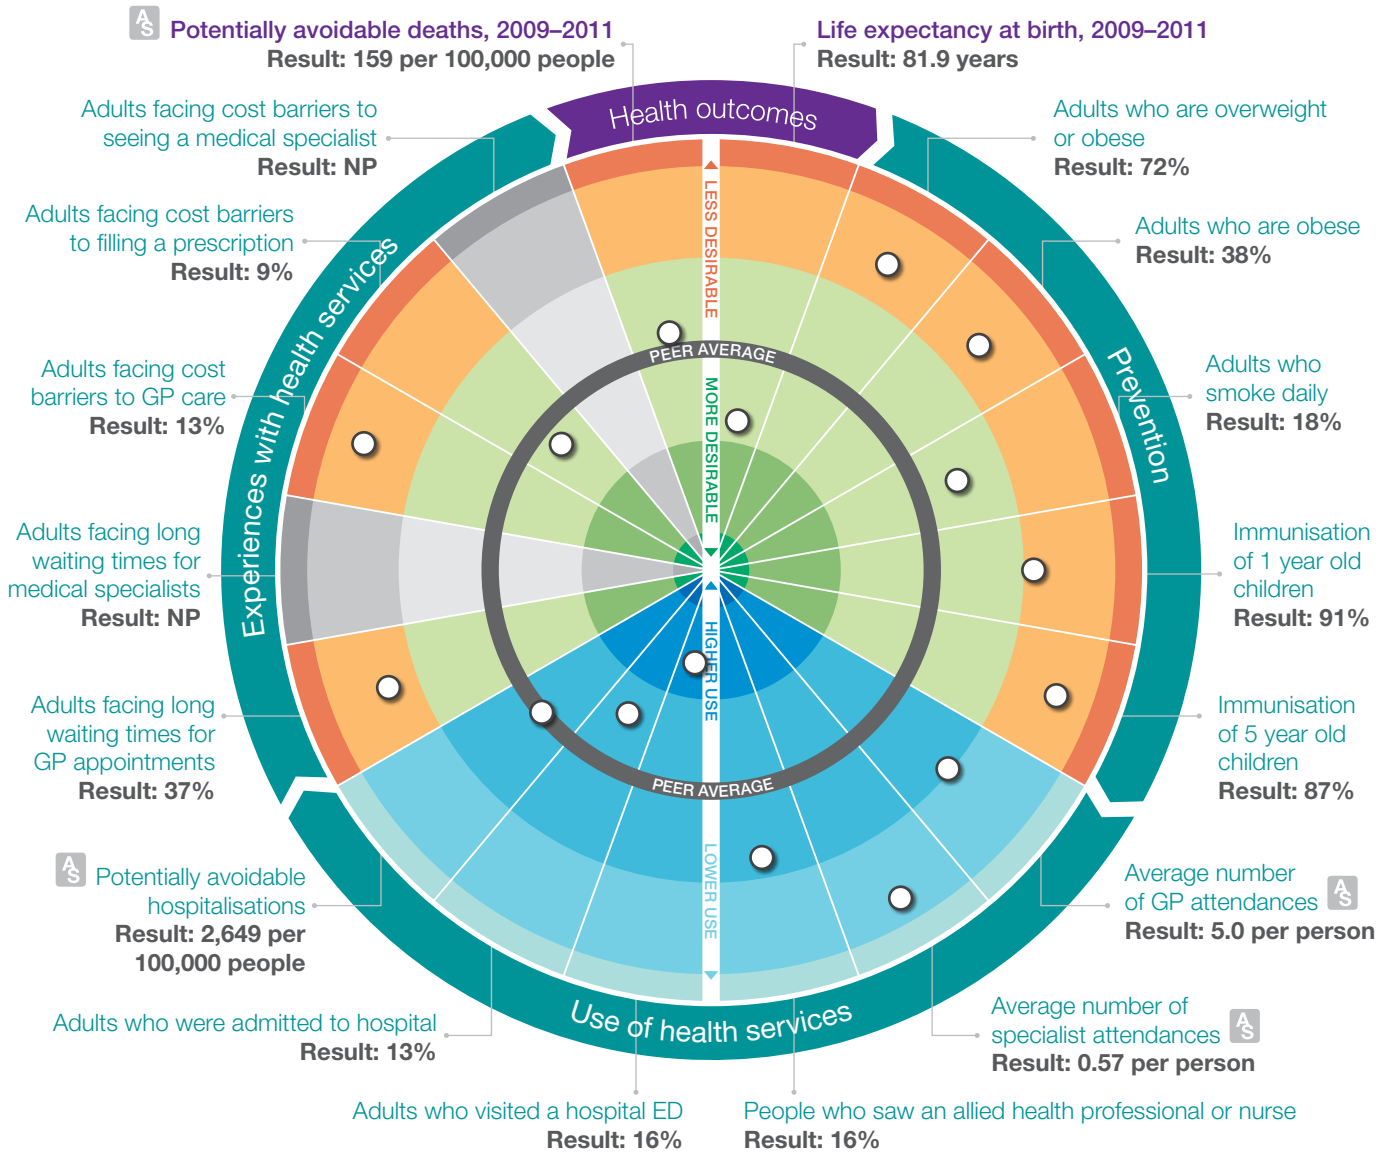 AS Potentially avoidable deaths, 2009–2011
Result: 159 per 100,000 people
Life expectancy at birth, 2009–2011
Result: 81.9 years
Health outcomes
Adults facing cost barriers to
seeing a medical specialist
Result: NP
Adults who are overweight
or obese
Result: 72%
Adults facing cost barriers
to filling a prescription
Result: 9%
Adults who are obese
Result: 38%
Adults facing cost
barriers to GP care
Result: 13%
Adults who
smoke daily
Result: 18%
Adults facing long
waiting times for
medical specialists
Result: NP
Immunisation
of 1 year old
children
Result: 91%
Adults facing long
waiting times for
GP appointments
Result: 37%
Immunisation
of 5 year old
children
Result: 87%
Experiences with health services
Prevention
LESS DESIRABLE
PEER AVERAGE
MORE DESIRABLE
HIGHER USE
PEER AVERAGE
LOWER USE
AS Potentially avoidable
hospitalisations
Result: 2,649 per
100,000 people
Average number
of GP attendances AS
Result: 5.0 per person
Use of health services
Adults who were admitted to hospital
Result: 13%
Average number of
specialist attendances AS
Result: 0.57 per person
Adults who visited a hospital ED
Result: 16%
People who saw an allied health professional or nurse
Result: 16%